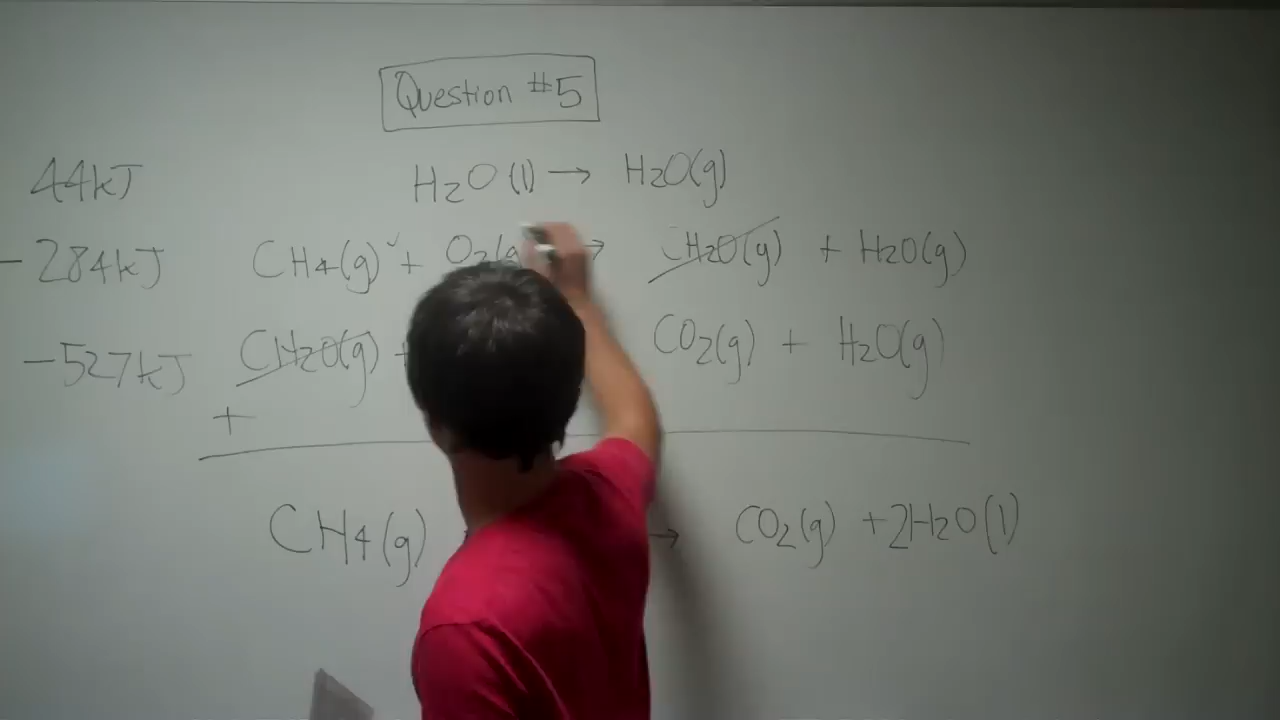 Question #5
44kJ H2O(l) → H2O(g)
-284kJ CH4(g) + O2(g → CH2O(g) + H2O(g)
-527kJ CH2O(g) + CO2(g) + H2O(g)
+
CH4(g) → CO2(g) + 2H2O(l)